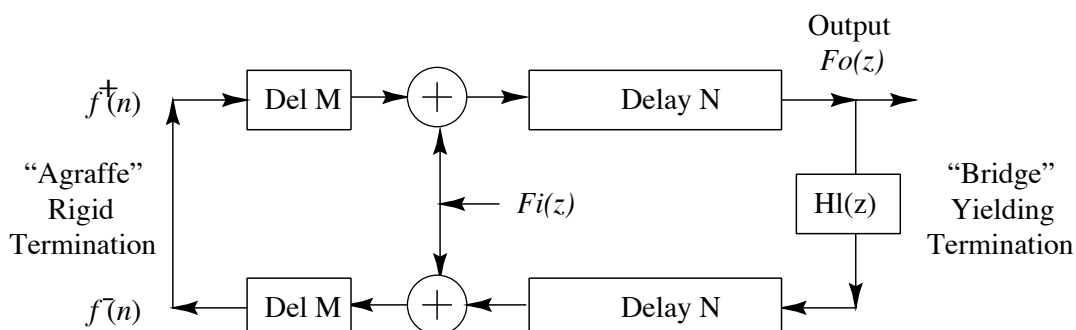 Output
Fo(z)
f+(n)
Del M
+
Delay N
“Agraffe”
Rigid
Termination
Fi(z)
Hl(z)
“Bridge”
Yielding
Termination
f-(n)
Del M
+
Delay N